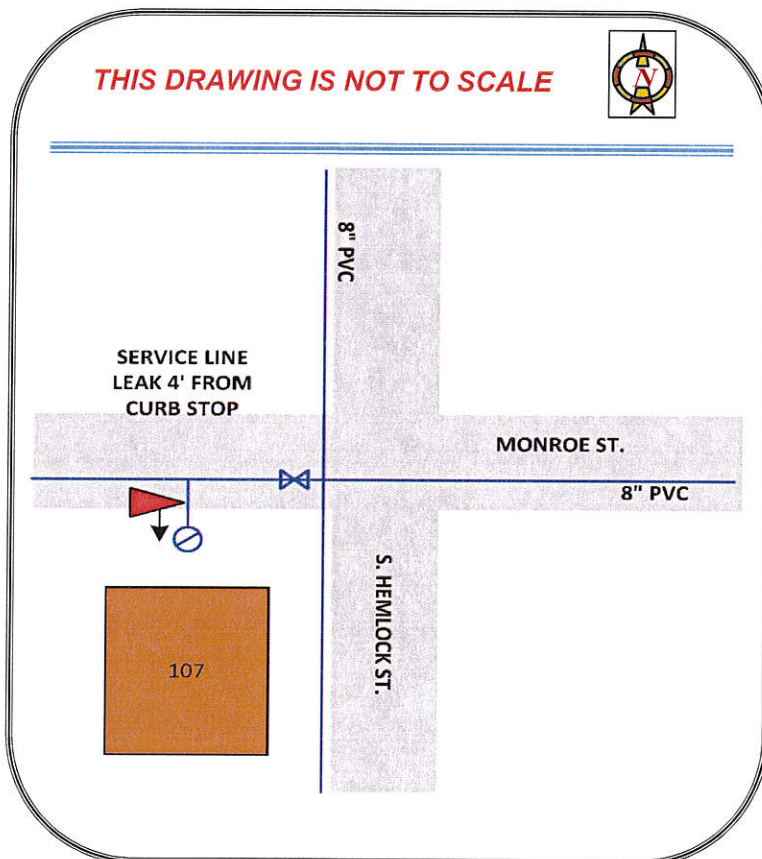 THIS DRAWING IS NOT TO SCALE
N
8" PVC
SERVICE LINE
LEAK 4' FROM
CURB STOP
MONROE ST.
8" PVC
S. HEMLOCK ST.
107